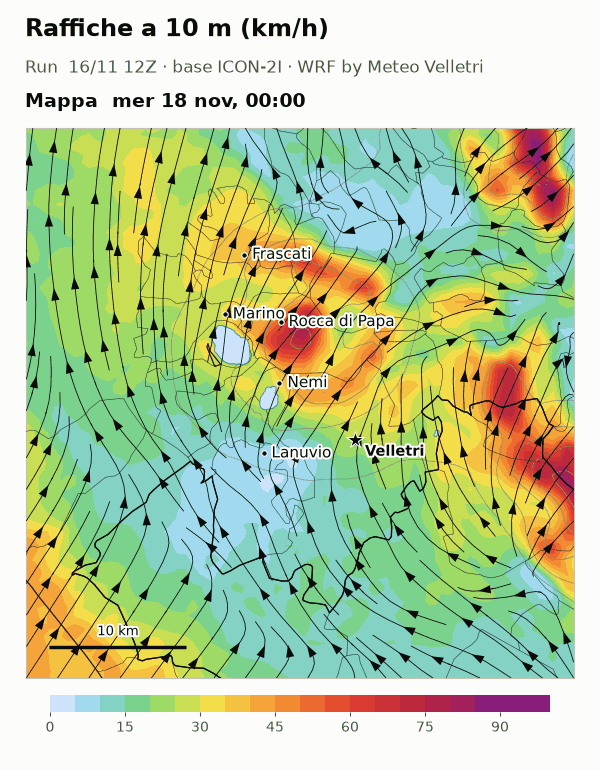 Raffiche a 10 m (km/h)
Run  16/11 12Z · base ICON-2I · WRF by Meteo Velletri
Mappa  mer 18 nov, 00:00
Frascati
Marino
Rocca di Papa
Nemi
Velletri
Lanuvio
10 km
0 15 30 45 60 75 90